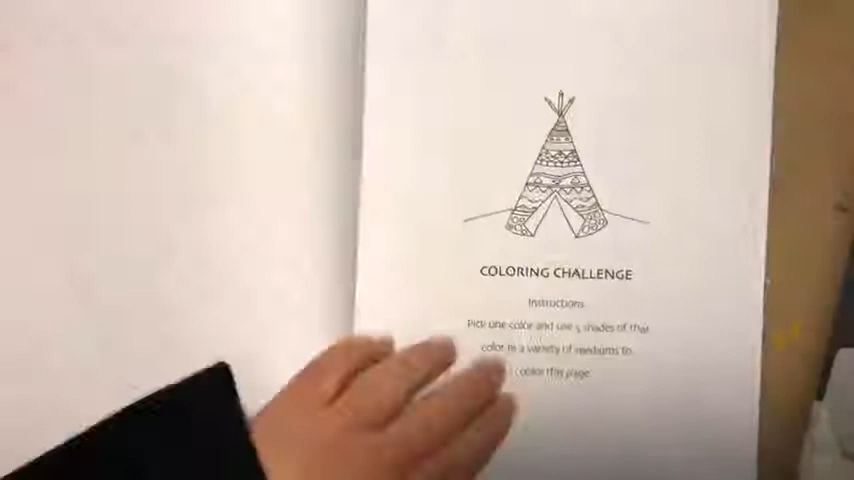 COLORING CHALLENGE
Instructions
Pick one color and use 5 shades of that
color in a variety of mediums to
color this page